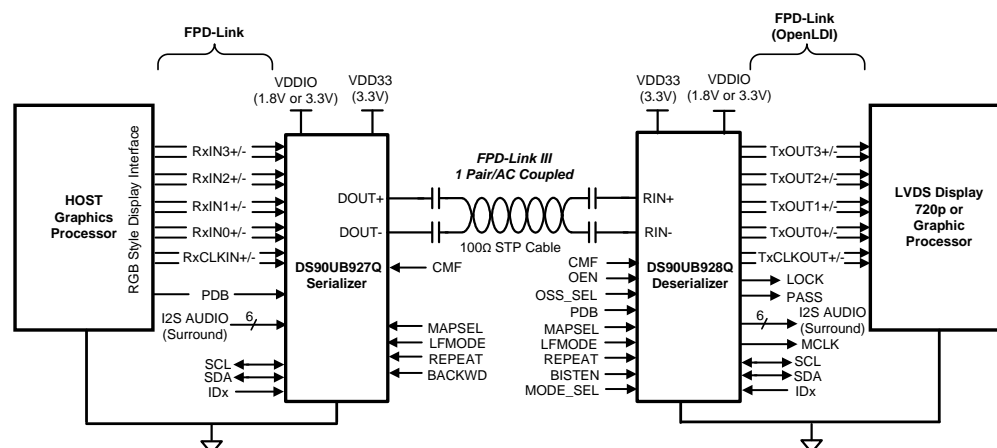 FPD-Link
FPD-Link
(OpenLDI)
VDDIO
(1.8V or 3.3V)
VDD33
(3.3V)
VDD33
(3.3V)
VDDIO
(1.8V or 3.3V)
HOST
Graphics
Processor
RGB Style Display Interface
RxIN3+/-
RxIN2+/-
RxIN1+/-
RxIN0+/-
RxCLKIN+/-
PDB
I2S AUDIO
(Surround)
6
SCL
SDA
IDx
DOUT+
DOUT-
DS90UB927Q
Serializer
CMF
MAPSEL
LFMODE
REPEAT
BACKWD
FPD-Link III
1 Pair/AC Coupled
100Ω STP Cable
RIN+
RIN-
DS90UB928Q
Deserializer
CMF
OEN
OSS_SEL
PDB
MAPSEL
LFMODE
REPEAT
BISTEN
MODE_SEL
TxOUT3+/-
TxOUT2+/-
TxOUT1+/-
TxOUT0+/-
TxCLKOUT+/-
LOCK
PASS
6
I2S AUDIO
(Surround)
MCLK
SCL
SDA
IDx
LVDS Display
720p or
Graphic
Processor